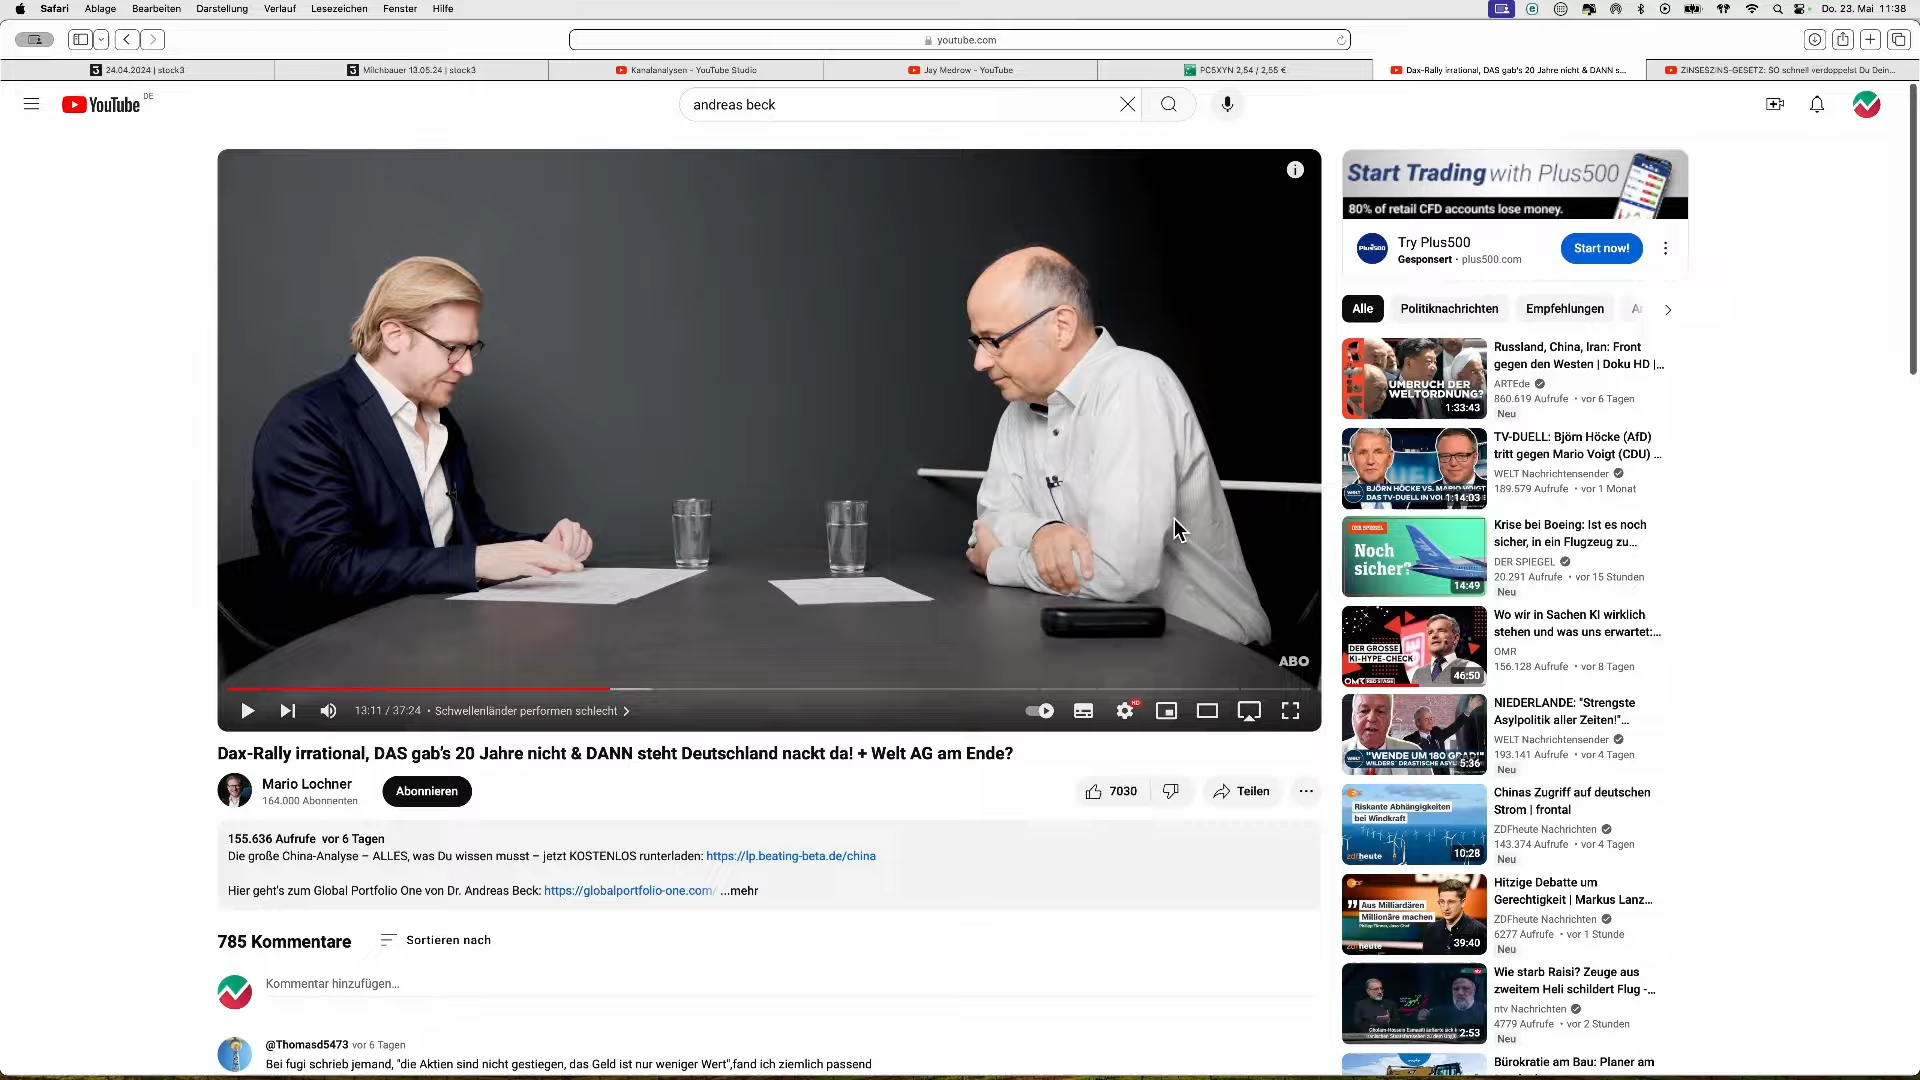 Safari Ablage Bearbeiten Darstellung Verlauf Lesezeichen Fenster Hilfe
Do. 23. Mai 11:38
youtube.com
24.04.2024 | stock3
Milchbauer 13.05.24 | stock3
Kanalanalysen - YouTube Studio
Jay Medrow - YouTube
PC5XYN 2,54 / 2,55 €
Dax-Rally irrational, DAS gab's 20 Jahre nicht & DANN s...
ZINSESZINS-GESETZ: SO schnell verdoppelst Du Dein...
YouTube DE
andreas beck
ABO
13:11 / 37:24 • Schwellenländer performen schlecht
HD
Dax-Rally irrational, DAS gab's 20 Jahre nicht & DANN steht Deutschland nackt da! + Welt AG am Ende?
Mario Lochner
164.000 Abonnenten
Abonnieren
7030
Teilen
155.636 Aufrufe vor 6 Tagen
Die große China-Analyse – ALLES, was Du wissen musst – jetzt KOSTENLOS runterladen: https://lp.beating-beta.de/china
Hier geht's zum Global Portfolio One von Dr. Andreas Beck: https://globalportfolio-one.com/ ...mehr
785 Kommentare
Sortieren nach
Kommentar hinzufügen...
@Thomasd5473 vor 6 Tagen
Bei fugi schrieb jemand, "die Aktien sind nicht gestiegen, das Geld ist nur weniger Wert",fand ich ziemlich passend
Start Trading with Plus500
80% of retail CFD accounts lose money.
Plus500
Try Plus500
Gesponsert • plus500.com
Start now!
Alle
Politiknachrichten
Empfehlungen
UMBRUCH DER
WELTORDNUNG?
1:33:43
Russland, China, Iran: Front
gegen den Westen | Doku HD |...
ARTEde
860.619 Aufrufe • vor 6 Tagen
Neu
BJÖRN HÖCKE VS. MARIO VOIGT
1:14:03
TV-DUELL: Björn Höcke (AfD)
tritt gegen Mario Voigt (CDU) ...
WELT Nachrichtensender
189.579 Aufrufe • vor 1 Monat
DER SPIEGEL
Noch
sicher?
14:49
Krise bei Boeing: Ist es noch
sicher, in ein Flugzeug zu...
DER SPIEGEL
20.291 Aufrufe • vor 15 Stunden
Neu
DER GROSSE
KI-HYPE-CHECK
OMR RED STAGE
46:50
Wo wir in Sachen KI wirklich
stehen und was uns erwartet:...
OMR
156.128 Aufrufe • vor 8 Tagen
"WENDE UM 180 GRAD!"
5:36
NIEDERLANDE: "Strengste
Asylpolitik aller Zeiten!"...
WELT Nachrichtensender
193.141 Aufrufe • vor 4 Tagen
Neu
Riskante Abhängigkeiten
bei Windkraft
zdfheute
10:28
Chinas Zugriff auf deutschen
Strom | frontal
ZDFheute Nachrichten
143.374 Aufrufe • vor 4 Tagen
Neu
Aus Milliardären
Millionäre machen
zdfheute
39:40
Hitzige Debatte um
Gerechtigkeit | Markus Lanz...
ZDFheute Nachrichten
6277 Aufrufe • vor 1 Stunde
Neu
2:53
Wie starb Raisi? Zeuge aus
zweitem Heli schildert Flug -...
ntv Nachrichten
4779 Aufrufe • vor 2 Stunden
Neu
Bürokratie am Bau: Planer am